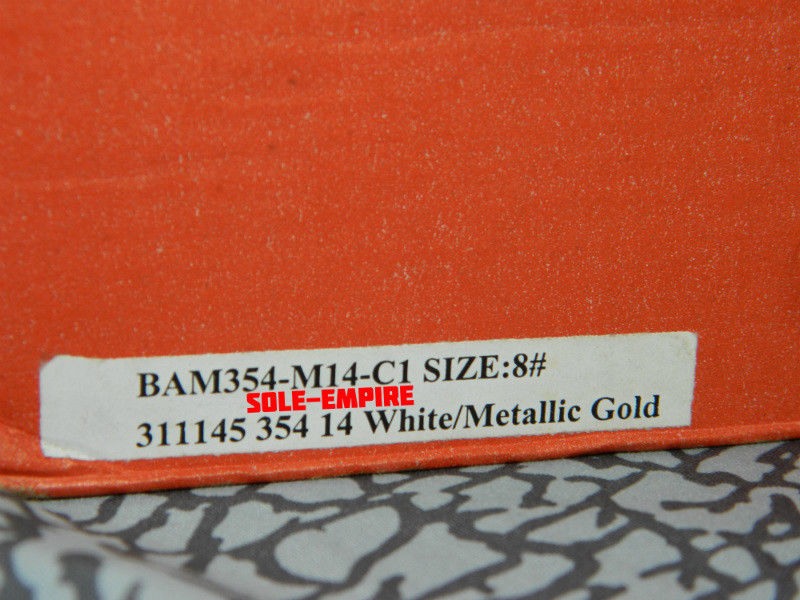 BAM354-M14-C1 SIZE:8#
SOLE-EMPIRE
311145 354 14 White/Metallic Gold